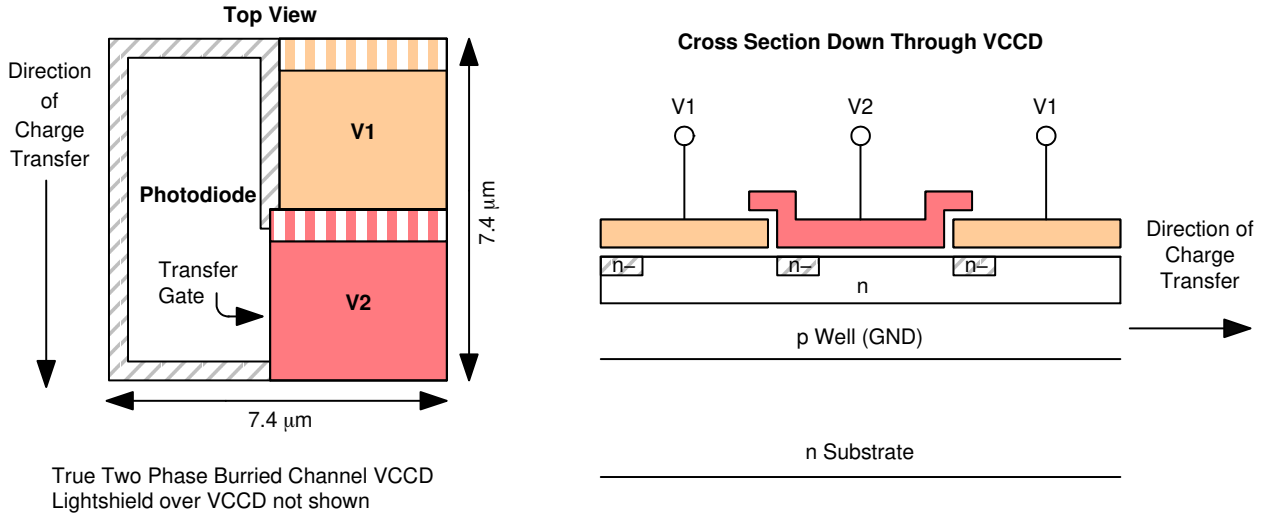 Top View
Direction
of
Charge
Transfer
V1
Photodiode
7.4 μm
Transfer
Gate
V2
7.4 μm
True Two Phase Burried Channel VCCD
Lightshield over VCCD not shown
Cross Section Down Through VCCD
V1 V2 V1
Direction of
Charge
Transfer
n– n– n–
n
p Well (GND)
n Substrate